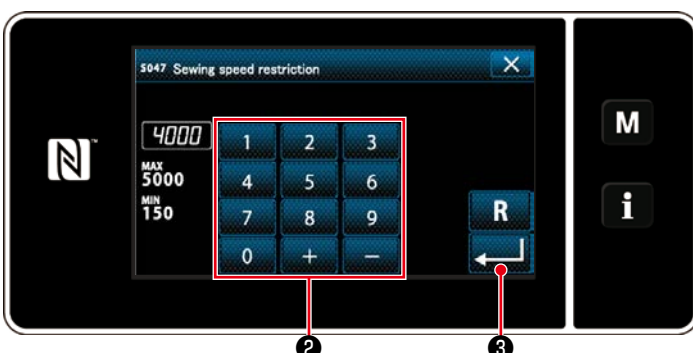 S047 Sewing speed restriction
4000
MAX
5000
MIN
150
1 2 3
4 5 6
7 8 9
0 + −
R
M
i
N
❷ ❸